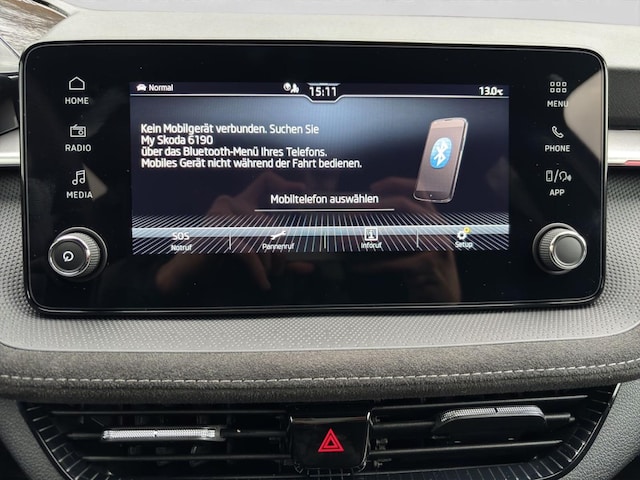 Normal
15:11
13.0°C
HOME
RADIO
MEDIA
MENU
PHONE
APP
Kein Mobilgerät verbunden. Suchen Sie
My Skoda 6190
über das Bluetooth-Menü Ihres Telefons.
Mobiles Gerät nicht während der Fahrt bedienen.
Mobiltelefon auswählen
SOS
Notruf
Pannenruf
Inforuf
Setup